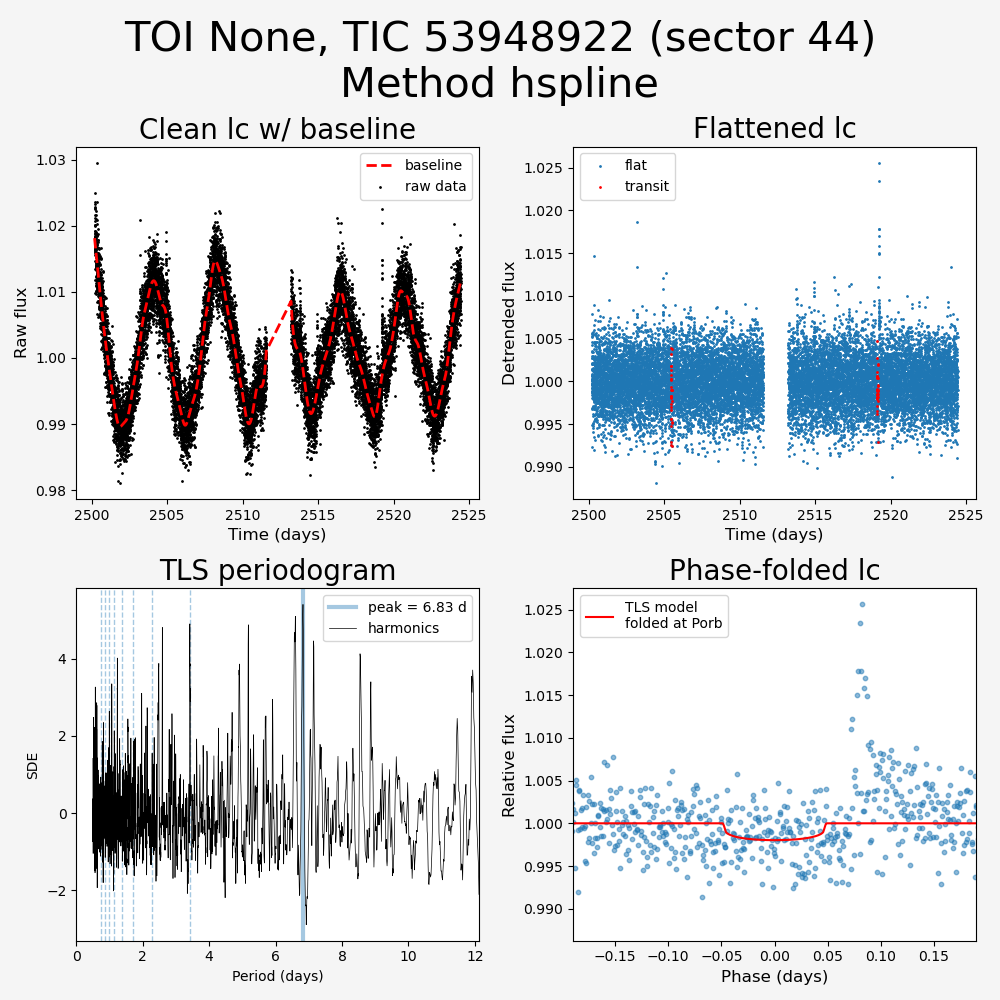 TOI None, TIC 53948922 (sector 44)
Method hspline
Clean lc w/ baseline
baseline
raw data
1.03
1.02
1.01
1.00
0.99
0.98
Raw flux
2500
2505
2510
2515
2520
2525
Time (days)
Flattened lc
flat
transit
1.025
1.020
1.015
1.010
1.005
1.000
0.995
0.990
Detrended flux
2500
2505
2510
2515
2520
2525
Time (days)
TLS periodogram
peak = 6.83 d
harmonics
4
2
0
−2
SDE
0
2
4
6
8
10
12
Period (days)
Phase-folded lc
TLS model
folded at Porb
1.025
1.020
1.015
1.010
1.005
1.000
0.995
0.990
Relative flux
−0.15
−0.10
−0.05
0.00
0.05
0.10
0.15
Phase (days)